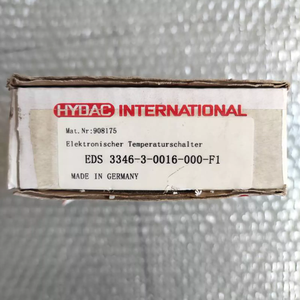 HYDAC INTERNATIONAL
Mat.Nr:908175
Elektronischer Temperaturschalter
EDS 3346-3-0016-000-F1
MADE IN GERMANY